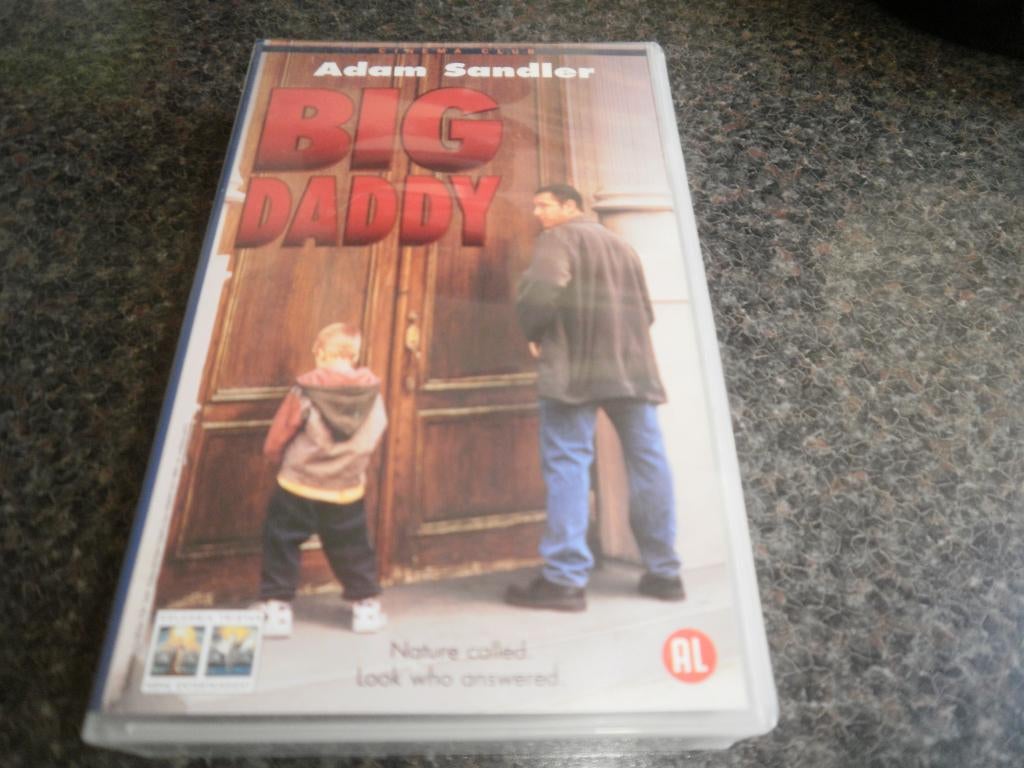 CINEMA CLUB
Adam Sandler
BIG
DADDY
Nature called.
Look who answered.
AL